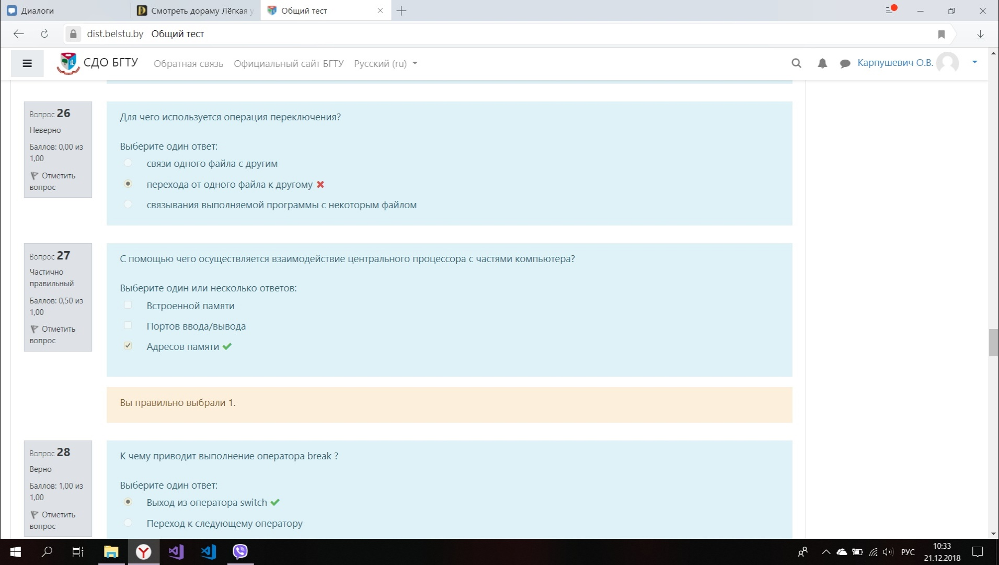 Диалоги
Смотреть дораму Лёгкая у
Общий тест
dist.belstu.by Общий тест
СДО БГТУ
Обратная связь
Официальный сайт БГТУ
Русский (ru)
Карпушевич О.В.
Вопрос 26
Неверно
Баллов: 0,00 из
1,00
Отметить
вопрос
Для чего используется операция переключения?
Выберите один ответ:
связи одного файла с другим
перехода от одного файла к другому
связывания выполняемой программы с некоторым файлом
Вопрос 27
Частично
правильный
Баллов: 0,50 из
1,00
Отметить
вопрос
С помощью чего осуществляется взаимодействие центрального процессора с частями компьютера?
Выберите один или несколько ответов:
Встроенной памяти
Портов ввода/вывода
Адресов памяти
Вы правильно выбрали 1.
Вопрос 28
Верно
Баллов: 1,00 из
1,00
Отметить
вопрос
К чему приводит выполнение оператора break ?
Выберите один ответ:
Выход из оператора switch
Переход к следующему оператору
РУС
10:33
21.12.2018